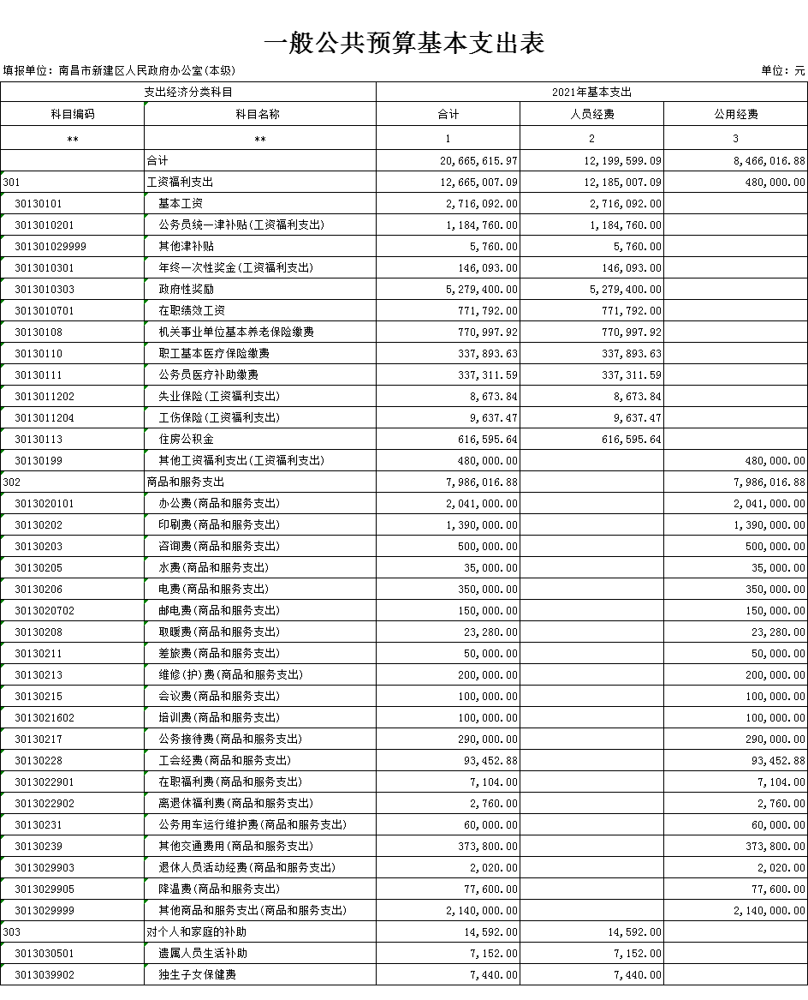 一般公共预算基本支出表
填报单位：南昌市新建区人民政府办公室(本级) 单位：元
支出经济分类科目 2021年基本支出
科目编码 科目名称 合计 人员经费 公用经费
** ** 1 2 3
合计 20,665,615.97 12,199,599.09 8,466,016.88
301 工资福利支出 12,665,007.09 12,185,007.09 480,000.00
30130101 基本工资 2,716,092.00 2,716,092.00
3013010201 公务员统一津补贴(工资福利支出) 1,184,760.00 1,184,760.00
301301029999 其他津补贴 5,760.00 5,760.00
3013010301 年终一次性奖金(工资福利支出) 146,093.00 146,093.00
3013010303 政府性奖励 5,279,400.00 5,279,400.00
3013010701 在职绩效工资 771,792.00 771,792.00
30130108 机关事业单位基本养老保险缴费 770,997.92 770,997.92
30130110 职工基本医疗保险缴费 337,893.63 337,893.63
30130111 公务员医疗补助缴费 337,311.59 337,311.59
3013011202 失业保险(工资福利支出) 8,673.84 8,673.84
3013011204 工伤保险(工资福利支出) 9,637.47 9,637.47
30130113 住房公积金 616,595.64 616,595.64
30130199 其他工资福利支出(工资福利支出) 480,000.00 480,000.00
302 商品和服务支出 7,986,016.88 7,986,016.88
3013020101 办公费(商品和服务支出) 2,041,000.00 2,041,000.00
30130202 印刷费(商品和服务支出) 1,390,000.00 1,390,000.00
30130203 咨询费(商品和服务支出) 500,000.00 500,000.00
30130205 水费(商品和服务支出) 35,000.00 35,000.00
30130206 电费(商品和服务支出) 350,000.00 350,000.00
3013020702 邮电费(商品和服务支出) 150,000.00 150,000.00
30130208 取暖费(商品和服务支出) 23,280.00 23,280.00
30130211 差旅费(商品和服务支出) 50,000.00 50,000.00
30130213 维修(护)费(商品和服务支出) 200,000.00 200,000.00
30130215 会议费(商品和服务支出) 100,000.00 100,000.00
3013021602 培训费(商品和服务支出) 100,000.00 100,000.00
30130217 公务接待费(商品和服务支出) 290,000.00 290,000.00
30130228 工会经费(商品和服务支出) 93,452.88 93,452.88
3013022901 在职福利费(商品和服务支出) 7,104.00 7,104.00
3013022902 离退休福利费(商品和服务支出) 2,760.00 2,760.00
30130231 公务用车运行维护费(商品和服务支出) 60,000.00 60,000.00
30130239 其他交通费用(商品和服务支出) 373,800.00 373,800.00
3013029903 退休人员活动经费(商品和服务支出) 2,020.00 2,020.00
3013029905 降温费(商品和服务支出) 77,600.00 77,600.00
3013029999 其他商品和服务支出(商品和服务支出) 2,140,000.00 2,140,000.00
303 对个人和家庭的补助 14,592.00 14,592.00
3013030501 遗属人员生活补助 7,152.00 7,152.00
3013039902 独生子女保健费 7,440.00 7,440.00